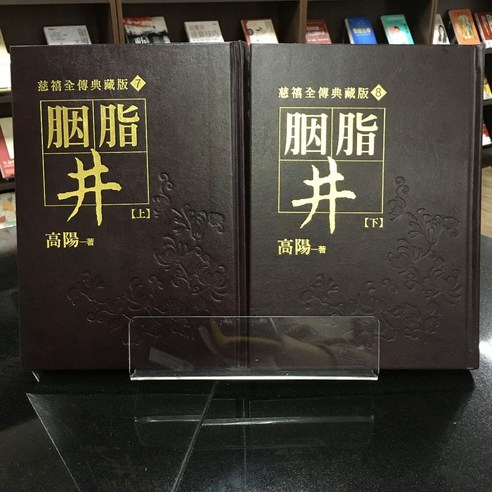 慈禧全傳典藏版7
胭脂
井
【上】
高陽一著
慈禧全傳典藏版8
胭脂
井
【下】
高陽一著